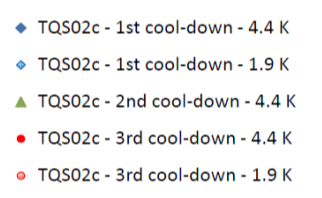 TQS02c - 1st cool-down - 4.4 K
TQS02c - 1st cool-down - 1.9 K
TQS02c - 2nd cool-down - 4.4 K
TQS02c - 3rd cool-down - 4.4 K
TQS02c - 3rd cool-down - 1.9 K